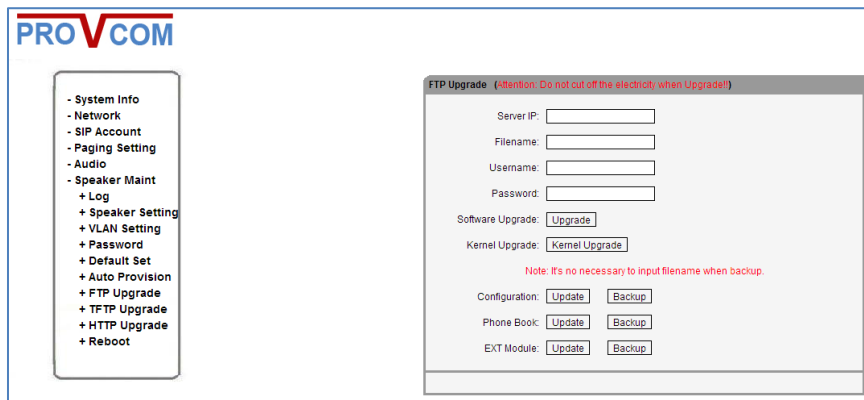 PROVCOM
- System Info
- Network
- SIP Account
- Paging Setting
- Audio
- Speaker Maint
+ Log
+ Speaker Setting
+ VLAN Setting
+ Password
+ Default Set
+ Auto Provision
+ FTP Upgrade
+ TFTP Upgrade
+ HTTP Upgrade
+ Reboot
FTP Upgrade (Attention: Do not cut off the electricity when Upgrade!!)
Server IP:
Filename:
Username:
Password:
Software Upgrade: Upgrade
Kernel Upgrade: Kernel Upgrade
Note: It's no necessary to input filename when backup.
Configuration: Update Backup
Phone Book: Update Backup
EXT Module: Update Backup